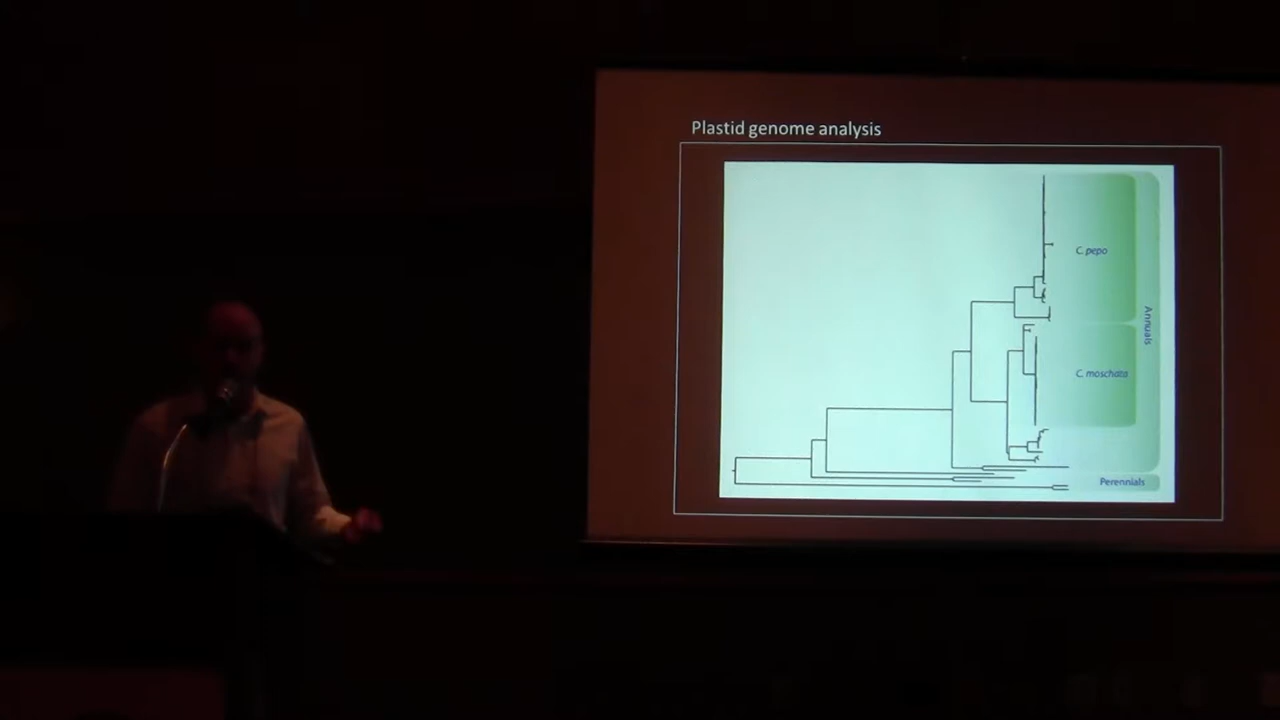 Plastid genome analysis
C. pepo
Annuals
C. moschata
Perennials